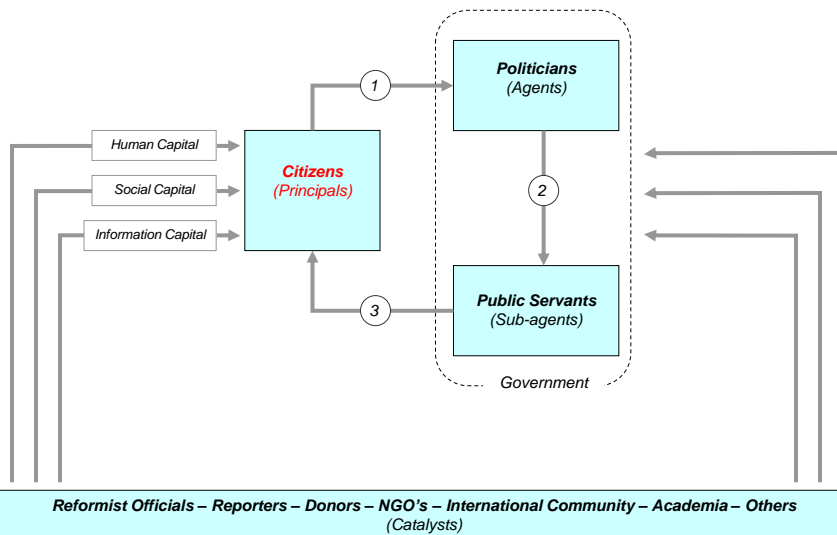 Politicians
(Agents)
1
Human Capital
Citizens
(Principals)
Social Capital
2
Information Capital
Public Servants
(Sub-agents)
3
Government
Reformist Officials – Reporters – Donors – NGO's – International Community – Academia – Others
(Catalysts)